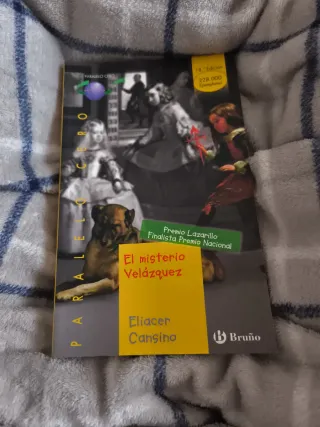 PARALELO CERO
Premio Lazarillo
Finalista Premio Nacional
El misterio
Velázquez
Eliacer
Cansino
B Bruño